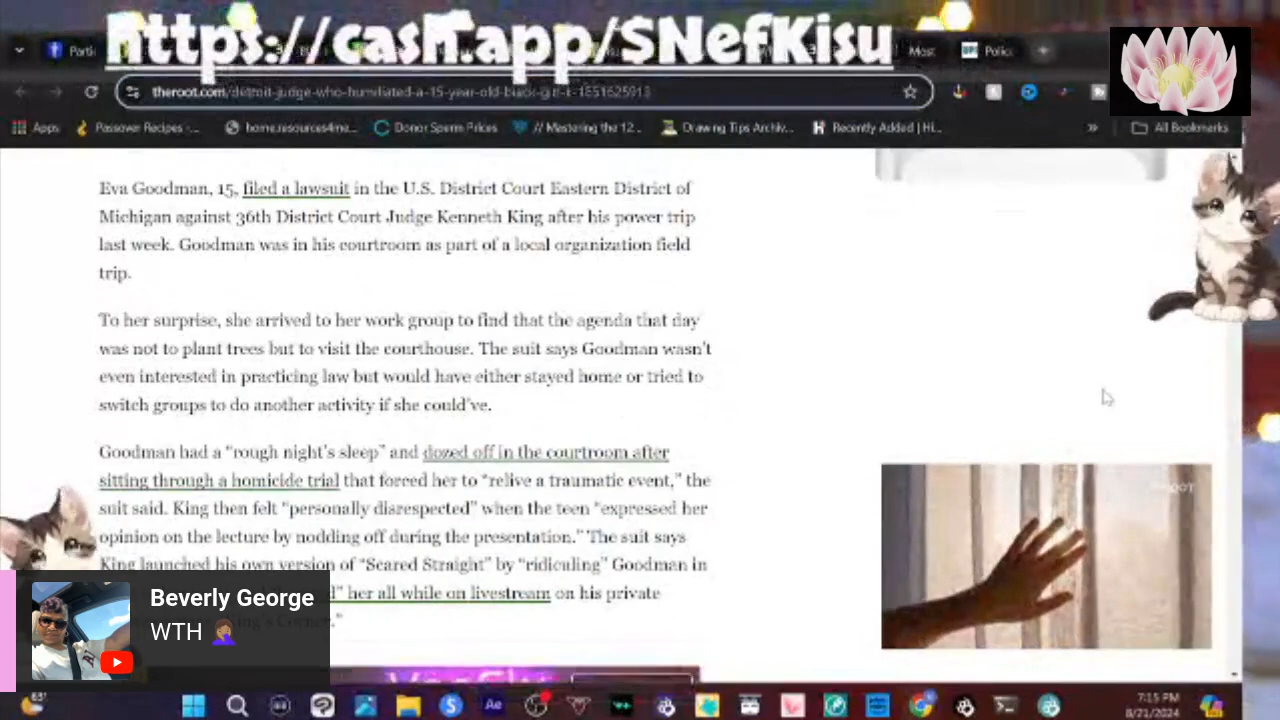 https://cash.app/$NefKisu
Parti
Most
Polic
theroot.com/detroit-judge-who-humiliated-a-15-year-old-black-girl-t-1851625913
Apps
Passover Recipes -...
home.resources4me...
Donor Sperm Prices
// Mastering the 12...
Drawing Tips Archiv...
Recently Added | Hi...
»
All Bookmarks
Eva Goodman, 15, filed a lawsuit in the U.S. District Court Eastern District of
Michigan against 36th District Court Judge Kenneth King after his power trip
last week. Goodman was in his courtroom as part of a local organization field
trip.
To her surprise, she arrived to her work group to find that the agenda that day
was not to plant trees but to visit the courthouse. The suit says Goodman wasn't
even interested in practicing law but would have either stayed home or tried to
switch groups to do another activity if she could've.
Goodman had a “rough night's sleep” and dozed off in the courtroom after
sitting through a homicide trial that forced her to “relive a traumatic event,” the
suit said. King then felt “personally disrespected” when the teen “expressed her
opinion on the lecture by nodding off during the presentation.” The suit says
King launched his own version of “Scared Straight” by “ridiculing” Goodman in
her all while on livestream on his private
Beverly George
WTH 🤦🏽‍♀️
7:15 PM
8/21/2024